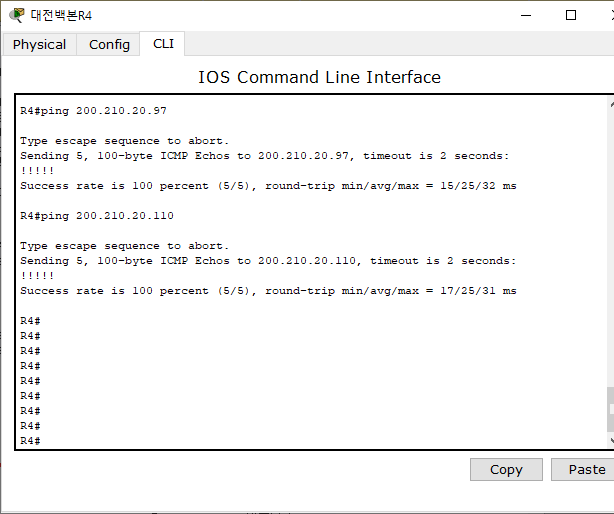 대전백본R4
Physical Config CLI
IOS Command Line Interface
R4#ping 200.210.20.97
Type escape sequence to abort.
Sending 5, 100-byte ICMP Echos to 200.210.20.97, timeout is 2 seconds:
!!!!!
Success rate is 100 percent (5/5), round-trip min/avg/max = 15/25/32 ms
R4#ping 200.210.20.110
Type escape sequence to abort.
Sending 5, 100-byte ICMP Echos to 200.210.20.110, timeout is 2 seconds:
!!!!!
Success rate is 100 percent (5/5), round-trip min/avg/max = 17/25/31 ms
R4#
R4#
R4#
R4#
R4#
R4#
R4#
R4#
R4#
Copy Paste